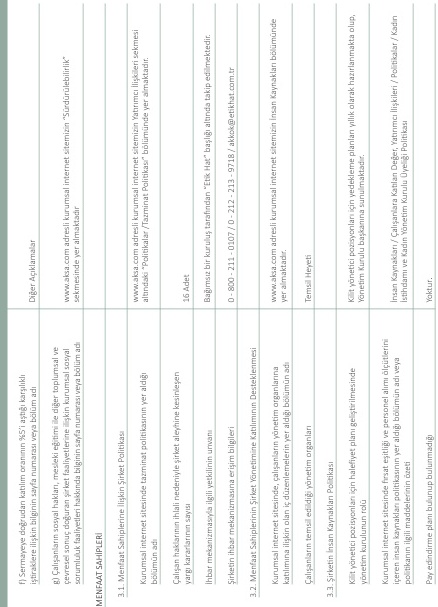 f) Sermayeye doğrudan katılım oranının %5'i aştığı karşılıklı
iştiraklere ilişkin bilginin sayfa numarası veya bölüm adı
Diğer Açıklamalar
g) Çalışanların sosyal hakları, mesleki eğitimi ile diğer toplumsal ve
çevresel sonuç doğuran şirket faaliyetlerine ilişkin kurumsal sosyal
sorumluluk faaliyetleri hakkında bilginin sayfa numarası veya bölüm adı
www.aksa.com adresli kurumsal internet sitemizin "Sürdürülebilirlik"
sekmesinde yer almaktadır
MENFAAT SAHİPLERİ
3.1. Menfaat Sahiplerine İlişkin Şirket Politikası
Kurumsal internet sitesinde tazminat politikasının yer aldığı
bölümün adı
www.aksa.com adresli kurumsal internet sitemizin Yatırımcı İlişkileri sekmesi
altındaki "Politikalar /Tazminat Politikası" bölümünde yer almaktadır.
Çalışan haklarının ihlali nedeniyle şirket aleyhine kesinleşen
yargı kararlarının sayısı
16 Adet
İhbar mekanizmasıyla ilgili yetkilinin unvanı
Bağımsız bir kuruluş tarafından "Etik Hat" başlığı altında takip edilmektedir.
Şirketin ihbar mekanizmasına erişim bilgileri
0 - 800 - 211 - 0107 / 0 - 212 - 213 - 9718 / akkok@etikhat.com.tr
3.2. Menfaat Sahiplerinin Şirket Yönetimine Katılımının Desteklenmesi
Kurumsal internet sitesinde, çalışanların yönetim organlarına
katılımına ilişkin olan iç düzenlemelerin yer aldığı bölümün adı
www.aksa.com adresli kurumsal internet sitemizin İnsan Kaynakları bölümünde
yer almaktadır.
Çalışanların temsil edildiği yönetim organları
Temsil Heyeti
3.3. Şirketin İnsan Kaynakları Politikası
Kilit yönetici pozisyonları için halefiyet planı geliştirilmesinde
yönetim kurulunun rolü
Kilit yönetici pozisyonları için yedekleme planları yıllık olarak hazırlanmakta olup,
Yönetim Kurulu başkanına sunulmaktadır.
Kurumsal internet sitesinde fırsat eşitliği ve personel alımı ölçütlerini
içeren insan kaynakları politikasının yer aldığı bölümün adı veya
politikanın ilgili maddelerinin özeti
İnsan Kaynakları / Çalışanlara Katılan Değer, Yatırımcı İlişkileri / Politikalar / Kadın
İstihdamı ve Kadın Yönetim Kurulu Üyeliği Politikası
Pay edindirme planı bulunup bulunmadığı
Yoktur.